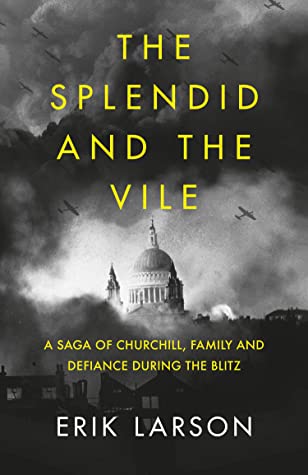 THE
SPLENDID
AND THE
VILE
A SAGA OF CHURCHILL, FAMILY AND
DEFIANCE DURING THE BLITZ
ERIK LARSON